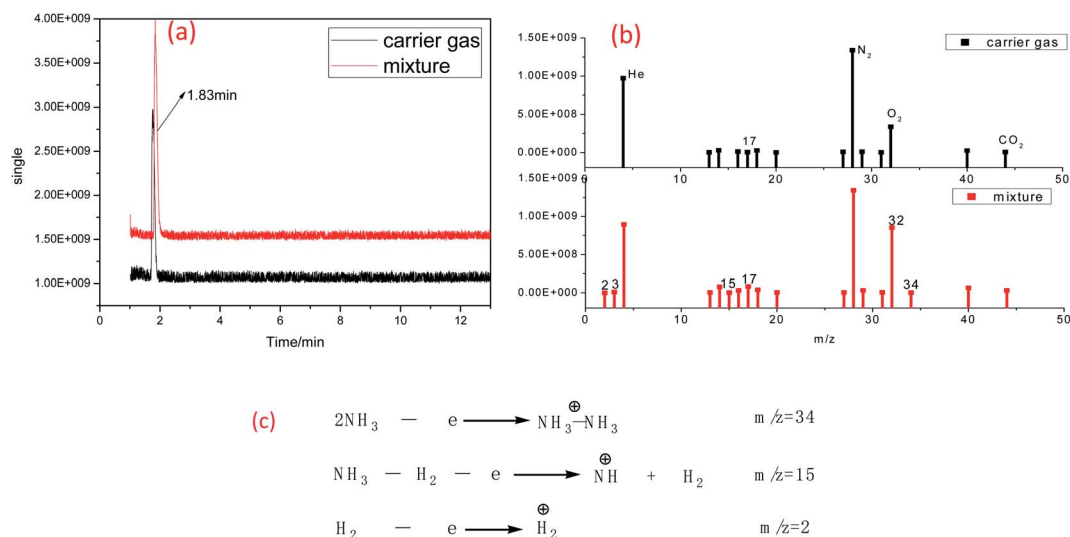 (a)
carrier gas
mixture
1.83min
4.00E+009
3.50E+009
3.00E+009
2.50E+009
2.00E+009
1.50E+009
1.00E+009
single
0 2 4 6 8 10 12
Time/min
(b)
carrier gas
1.50E+009
1.00E+009
5.00E+008
0.00E+000
He
17
N₂
O₂
CO₂
0 10 20 30 40 50
mixture
1.50E+009
1.00E+009
5.00E+008
0.00E+000
2 3 15 17 32 34
0 10 20 30 40 50
m/z
(c)
2NH₃ — e ⟶ NH₃⊕—NH₃ m/z=34
NH₃ — H₂ — e ⟶ ⊕NH + H₂ m/z=15
H₂ — e ⟶ ⊕H₂ m/z=2